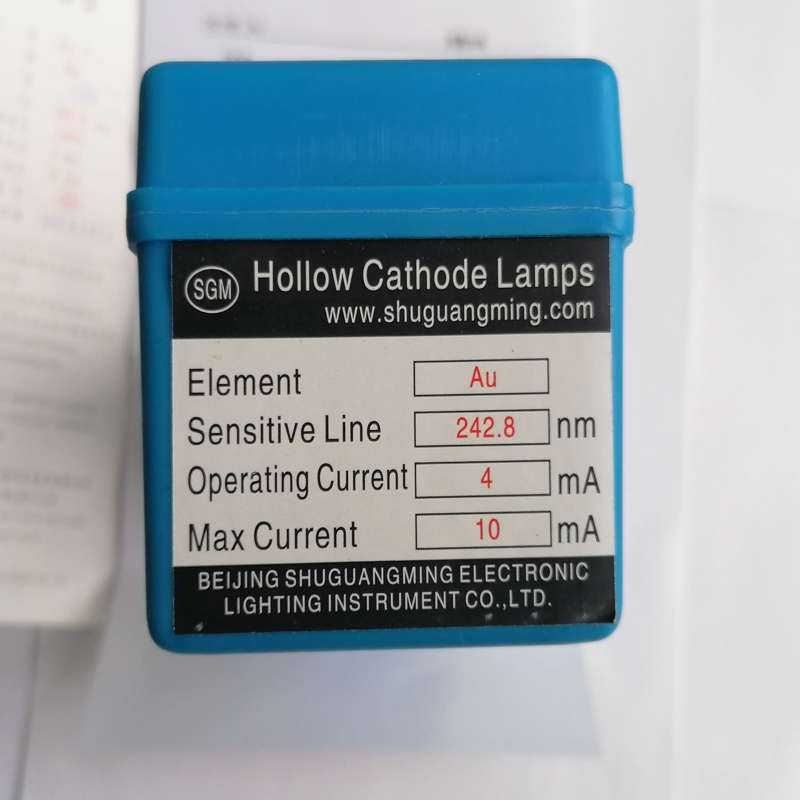 SGM
Hollow Cathode Lamps
www.shuguangming.com
Element Au
Sensitive Line 242.8 nm
Operating Current 4 mA
Max Current 10 mA
BEIJING SHUGUANGMING ELECTRONIC
LIGHTING INSTRUMENT CO.,LTD.